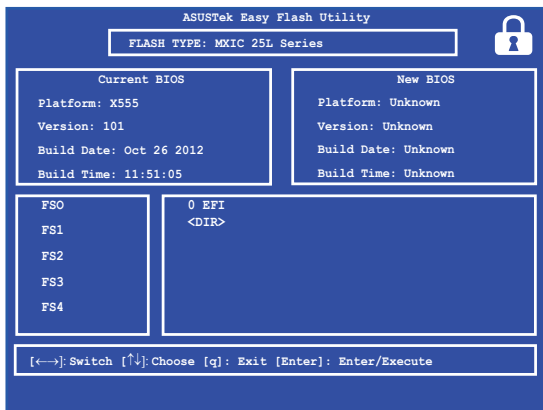 ASUSTek Easy Flash Utility
FLASH TYPE: MXIC 25L Series
Current BIOS
Platform: X555
Version: 101
Build Date: Oct 26 2012
Build Time: 11:51:05
New BIOS
Platform: Unknown
Version: Unknown
Build Date: Unknown
Build Time: Unknown
FSO
FS1
FS2
FS3
FS4
0 EFI
<DIR>
[←→]: Switch [↑↓]: Choose [q]: Exit [Enter]: Enter/Execute